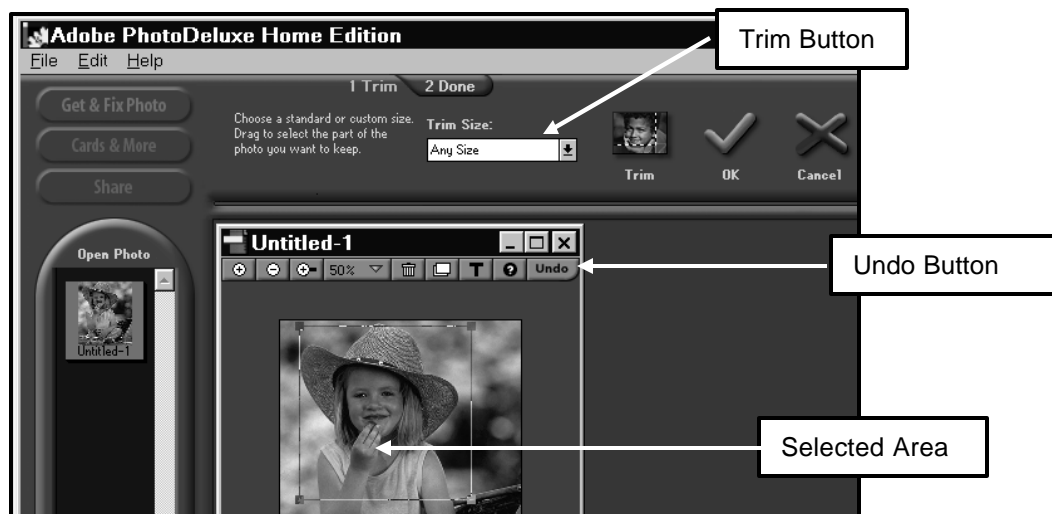 Adobe PhotoDeluxe Home Edition
Trim Button
File Edit Help
1 Trim 2 Done
Get & Fix Photo
Cards & More
Share
Choose a standard or custom size.
Drag to select the part of the
photo you want to keep.
Trim Size:
Any Size
Trim OK Cancel
Open Photo
Untitled-1
Untitled-1
50% T ? Undo
Undo Button
Selected Area